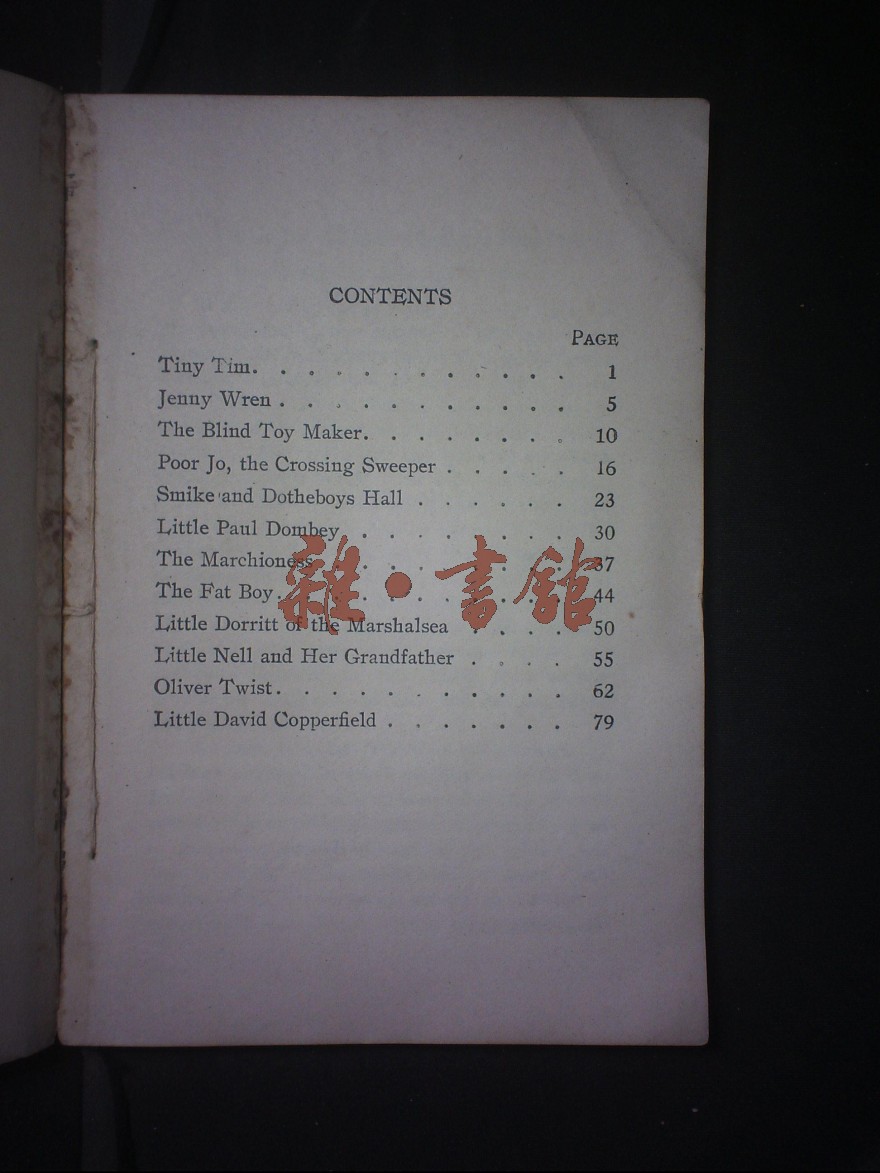 CONTENTS
PAGE
Tiny Tim. . . . . . . . . . . . 1
Jenny Wren . . . . . . . . . . . 5
The Blind Toy Maker. . . . . . . . 10
Poor Jo, the Crossing Sweeper . . . . . 16
Smike and Dotheboys Hall . . . . . . 23
Little Paul Dombey . . . . . . . . 30
The Marchioness . . . . . . . . . 37
The Fat Boy. . . . . . . . . . . 44
雜·書館
Little Dorritt of the Marshalsea . . . . 50
Little Nell and Her Grandfather . . . . 55
Oliver Twist. . . . . . . . . . . 62
Little David Copperfield . . . . . . . 79